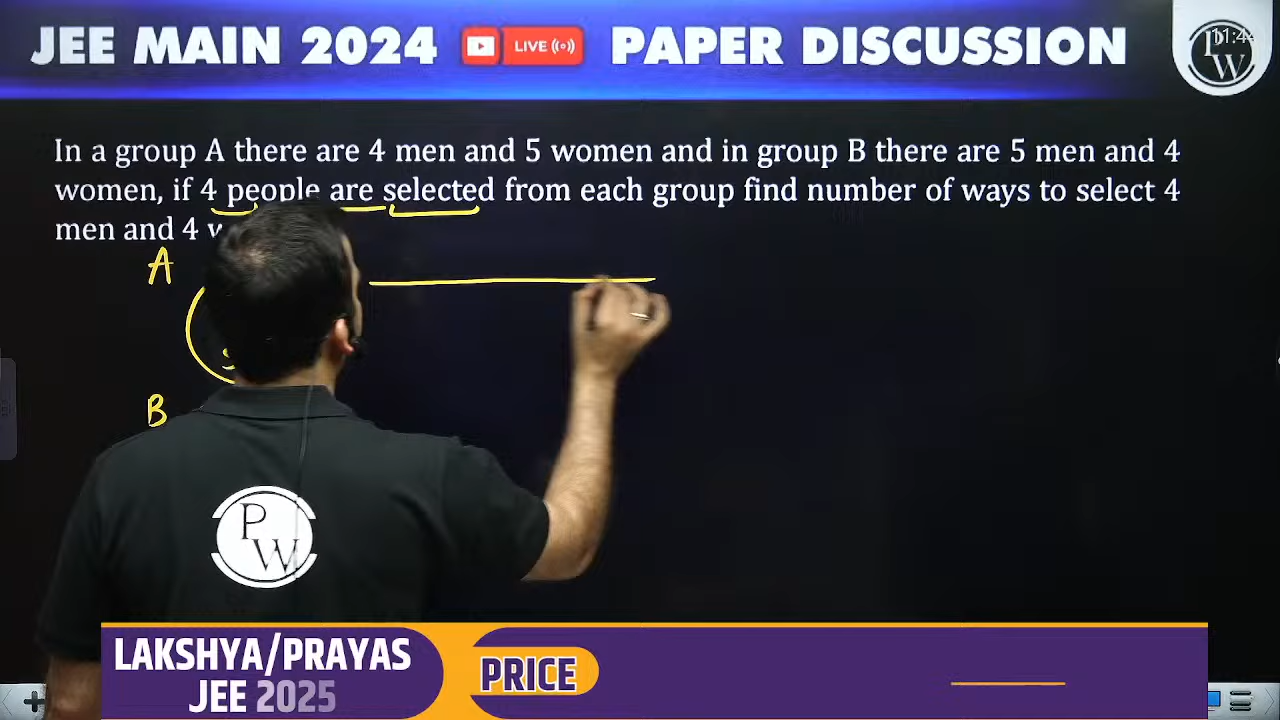 JEE MAIN 2024 LIVE PAPER DISCUSSION
PW
In a group A there are 4 men and 5 women and in group B there are 5 men and 4
women, if 4 people are selected from each group find number of ways to select 4
men and 4
A
B
PW
LAKSHYA/PRAYAS
JEE 2025
PRICE